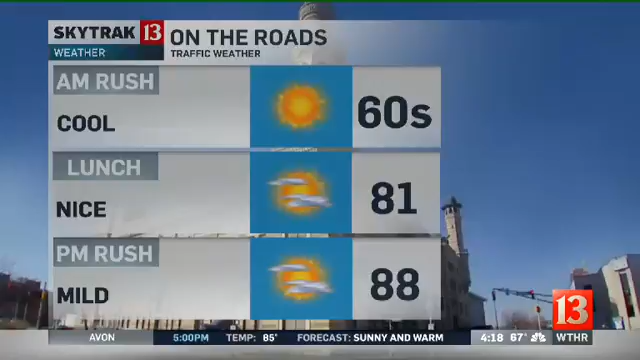 SKYTRAK 13
WEATHER
ON THE ROADS
TRAFFIC WEATHER
AM RUSH
COOL
60s
LUNCH
NICE
81
PM RUSH
MILD
88
13
AVON 5:00PM TEMP: 85° FORECAST: SUNNY AND WARM 4:18 67° WTHR